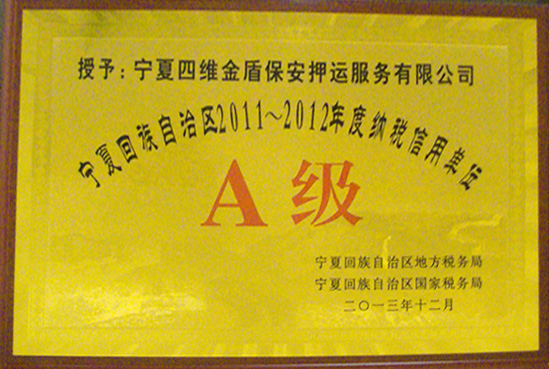 授予：宁夏四维金盾保安押运服务有限公司
宁夏回族自治区2011～2012年度纳税信用单位
A级
宁夏回族自治区地方税务局
宁夏回族自治区国家税务局
二〇一三年十二月